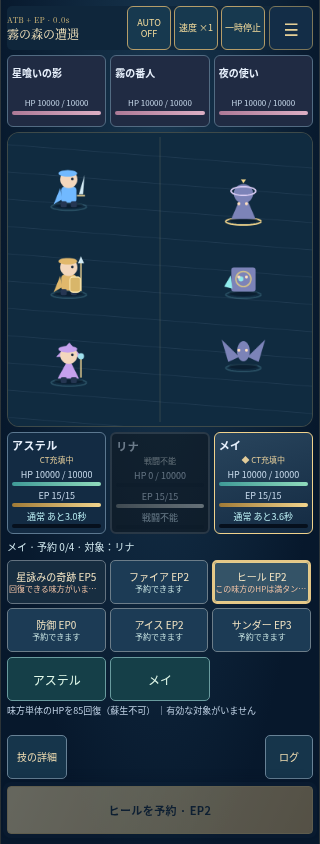 ATB + EP · 0.0s
霧の森の遭遇
AUTO
OFF
速度 ×1
一時停止
☰
星喰いの影
HP 10000 / 10000
霧の番人
HP 10000 / 10000
夜の使い
HP 10000 / 10000
アステル
CT充填中
HP 10000 / 10000
EP 15/15
通常 あと3.0秒
リナ
戦闘不能
HP 0 / 10000
EP 15/15
戦闘不能
メイ
◆ CT充填中
HP 10000 / 10000
EP 15/15
通常 あと3.6秒
メイ · 予約 0/4 · 対象：リナ
星詠みの奇跡 EP5
回復できる味方がいま…
ファイア EP2
予約できます
ヒール EP2
この味方のHPは満タン…
防御 EP0
予約できます
アイス EP2
予約できます
サンダー EP3
予約できます
アステル
メイ
味方単体のHPを85回復（蘇生不可）｜有効な対象がいません
技の詳細
ログ
ヒールを予約 · EP2